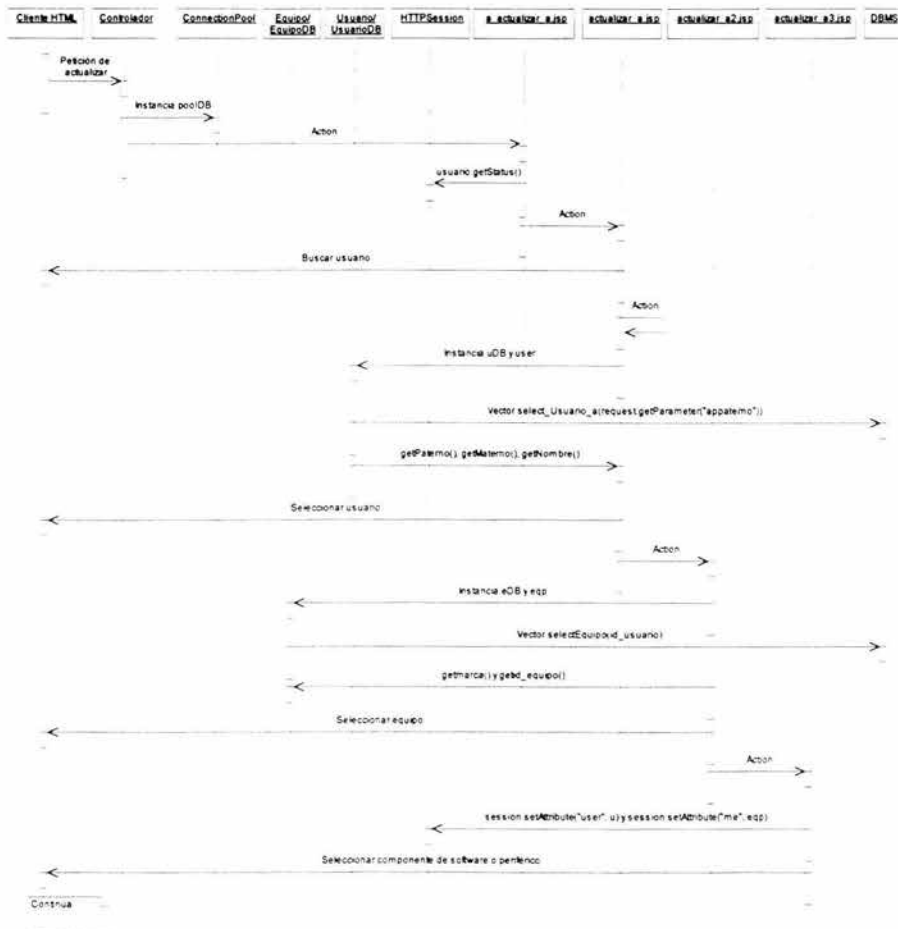 Cliente HTML Controlador ConnectionPool Equipo/ EquipoDB Usuario/ UsuarioDB HTTPSession a_actualizar_a.jsp actualizar_a.jsp actualizar_a2.jsp actualizar_a3.jsp DBMS
Petición de
actualizar
Instancia poolDB
Action
usuario.getStatus()
Action
Buscar usuario
Action
Instancia uDB y user
Vector select_Usuario_a(request.getParameter("appaterno"))
getPaterno(), getMaterno(), getNombre()
Seleccionar usuario
Action
Instancia eDB y eqp
Vector selectEquipo(id_usuario)
getmarca() y getid_equipo()
Seleccionar equipo
Action
session.setAttribute("user", u) y session.setAttribute("me", eqp)
Seleccionar componente de software o periférico
Continua